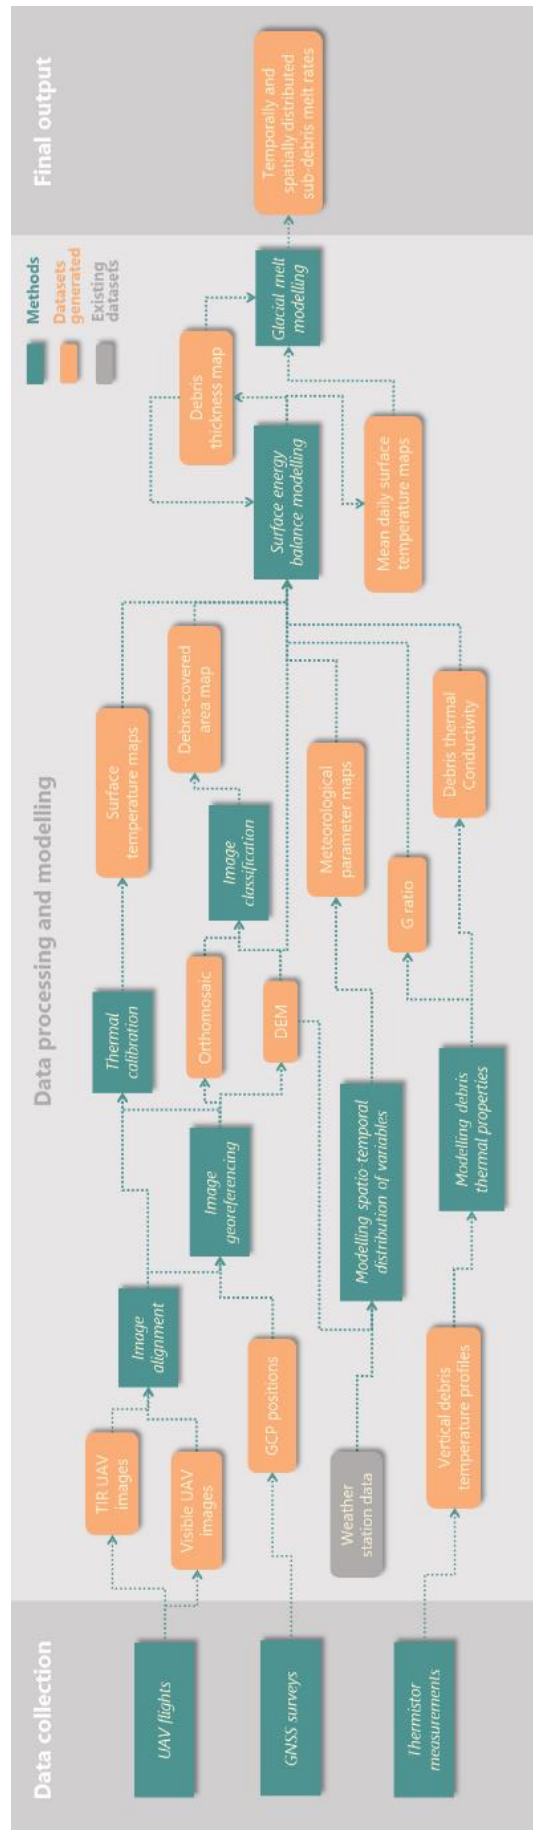 Data collection
Data processing and modelling
Final output
Methods
Datasets
generated
Existing
datasets
UAV flights
GNSS surveys
Thermistor
measurements
TIR UAV
images
Visible UAV
images
GCP positions
Weather
station data
Vertical debris
temperature profiles
Image
alignment
Image
georeferencing
Modelling spatio-temporal
distribution of variables
Modelling debris
thermal properties
Thermal
calibration
Orthomosaic
DEM
Image
classification
Surface
temperature maps
Debris-covered
area map
Meteorological
parameter maps
G ratio
Debris thermal
Conductivity
Surface energy
balance modelling
Debris
thickness map
Mean daily surface
temperature maps
Glacial melt
modelling
Temporally and
spatially distributed
sub-debris melt rates